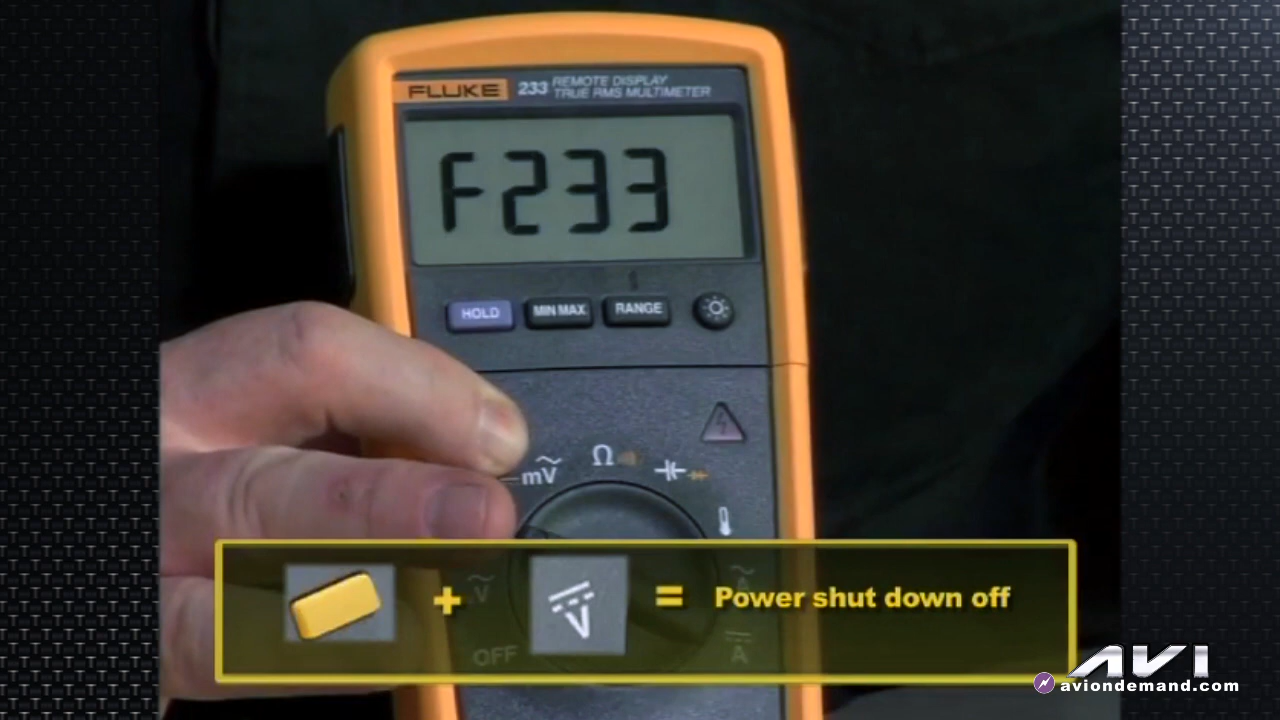 FLUKE 233 REMOTE DISPLAY
TRUE RMS MULTIMETER
F233
HOLD MIN MAX RANGE
mV Ω
V
A
OFF
A
+ V = Power shut down off
AVI
aviondemand.com